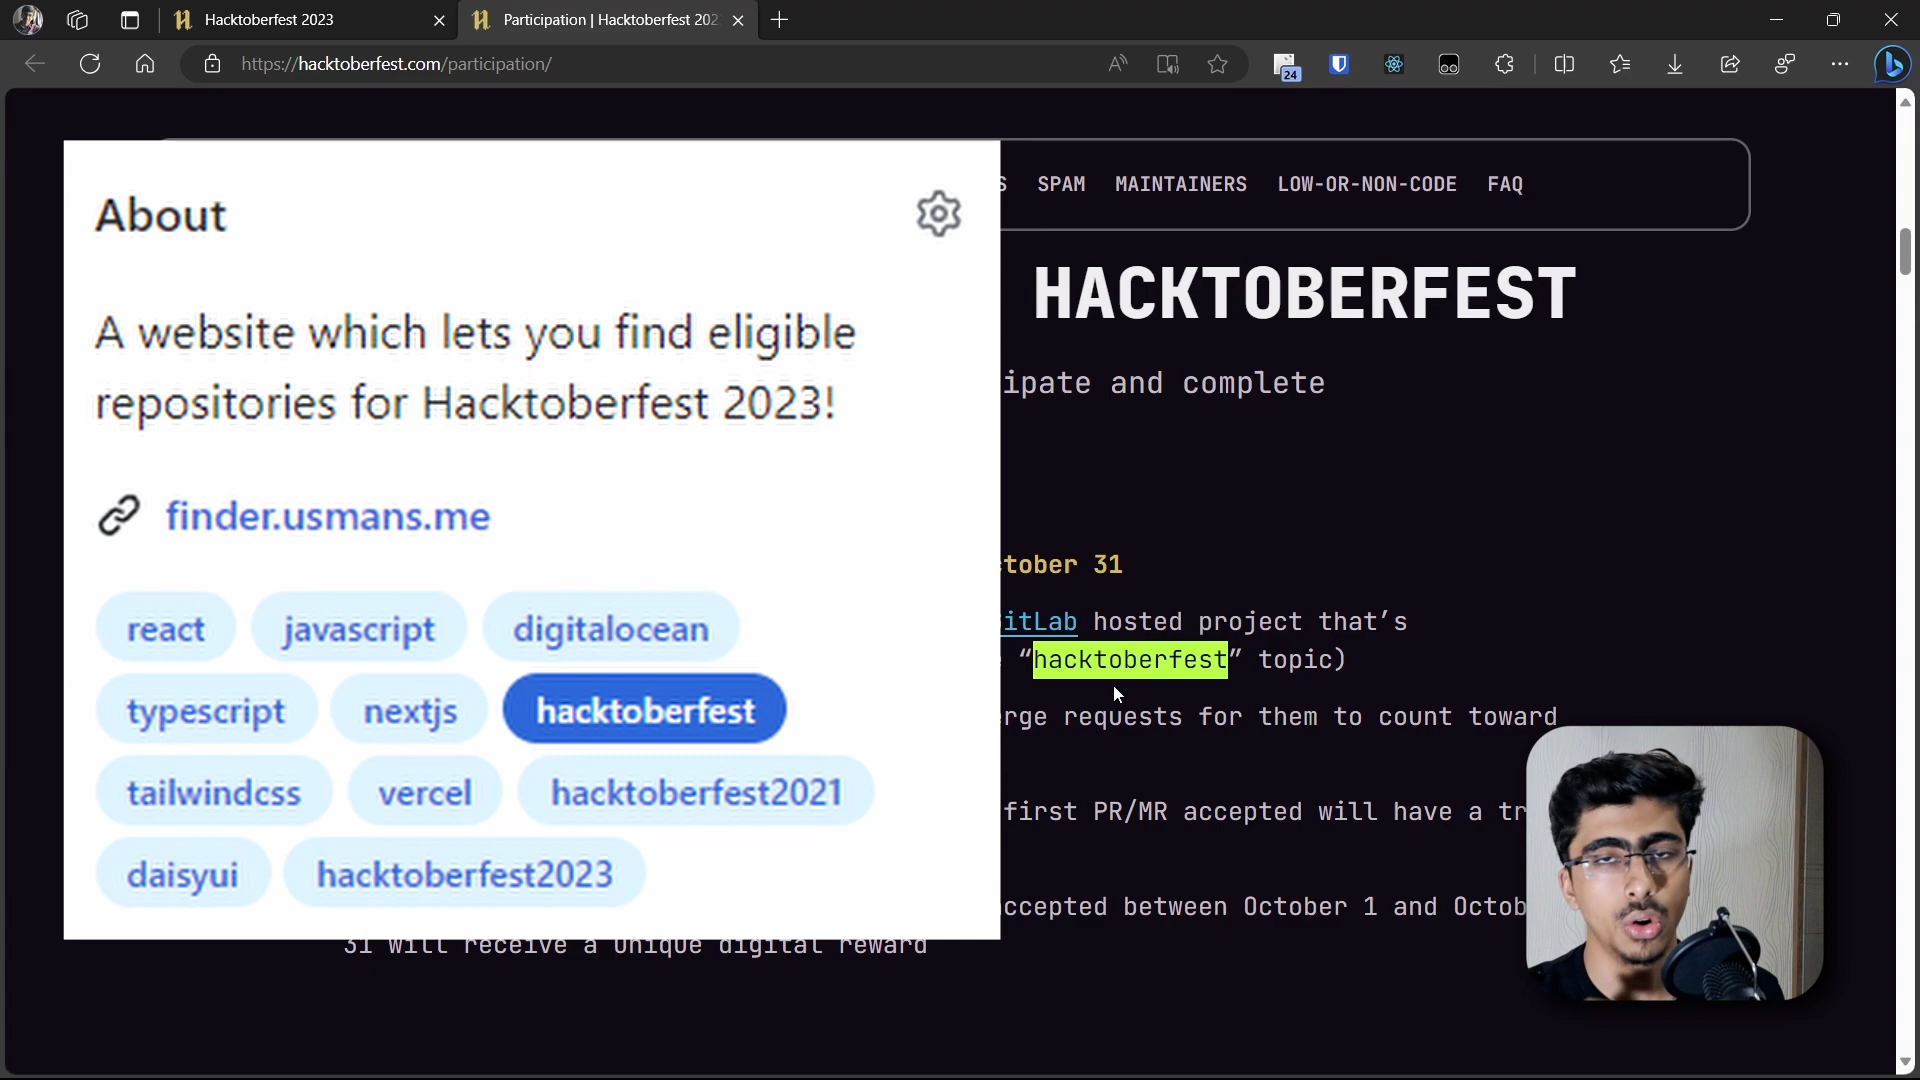 Hacktoberfest 2023
Participation | Hacktoberfest 202
https://hacktoberfest.com/participation/
24
SPAM MAINTAINERS LOW-OR-NON-CODE FAQ
HACKTOBERFEST
ipate and complete
tober 31
itLab hosted project that's
"hacktoberfest" topic)
rge requests for them to count toward
first PR/MR accepted will have a tr
ccepted between October 1 and Octob
31 will receive a unique digital reward
About
A website which lets you find eligible
repositories for Hacktoberfest 2023!
finder.usmans.me
react javascript digitalocean
typescript nextjs hacktoberfest
tailwindcss vercel hacktoberfest2021
daisyui hacktoberfest2023